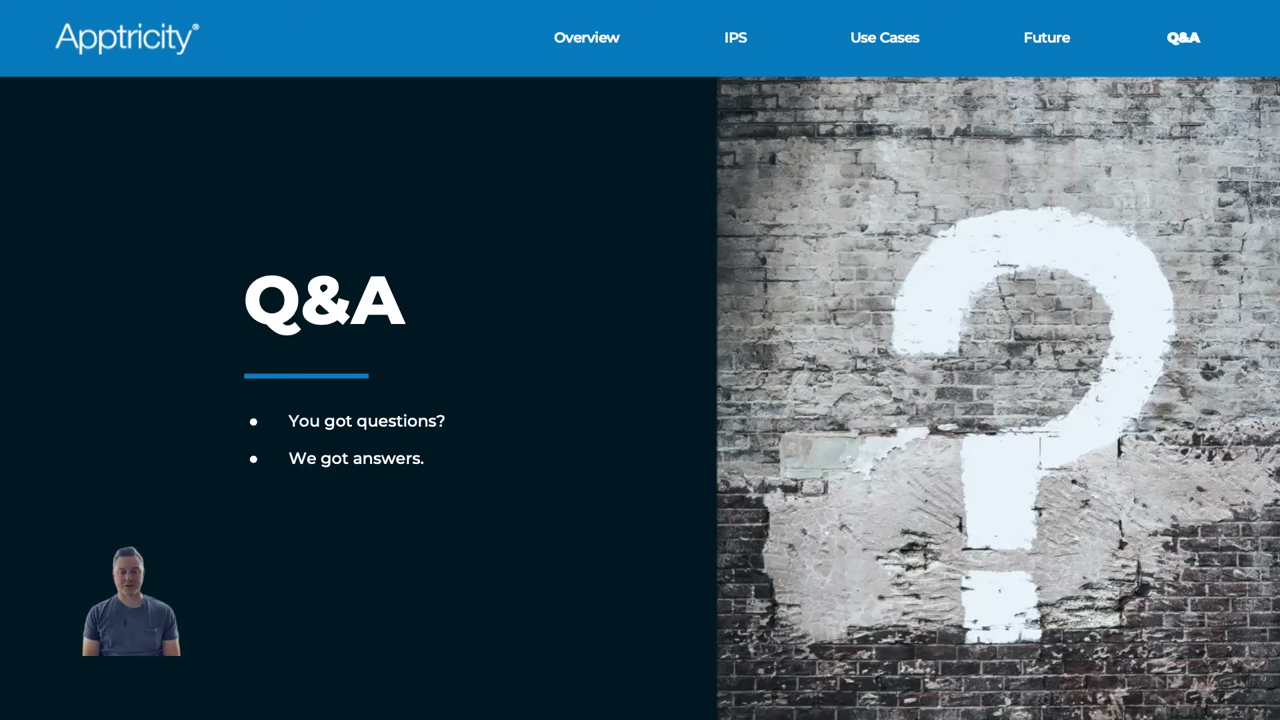 Apptricity®
Overview IPS Use Cases Future Q&A
Q&A
● You got questions?
● We got answers.
?